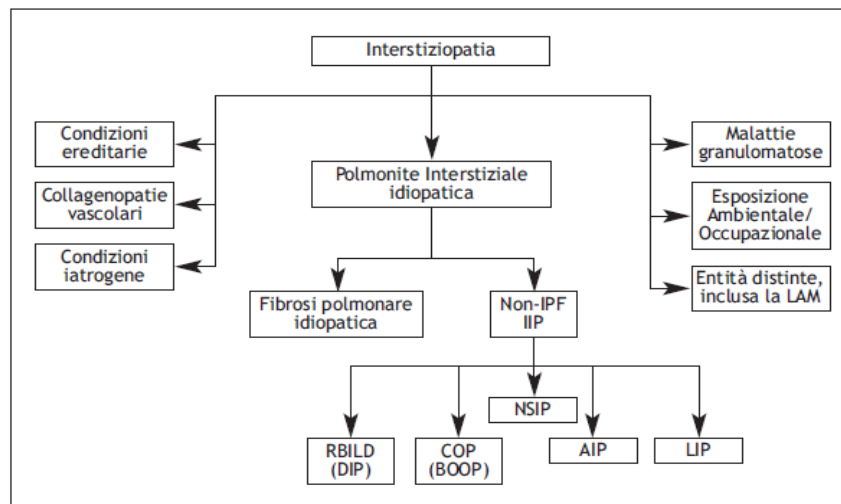 Interstiziopatia
Condizioni
ereditarie
Collagenopatie
vascolari
Condizioni
iatrogene
Polmonite Interstiziale
idiopatica
Malattie
granulomatose
Esposizione
Ambientale/
Occupazionale
Entità distinte,
inclusa la LAM
Fibrosi polmonare
idiopatica
Non-IPF
IIP
RBILD
(DIP)
COP
(BOOP)
NSIP
AIP
LIP